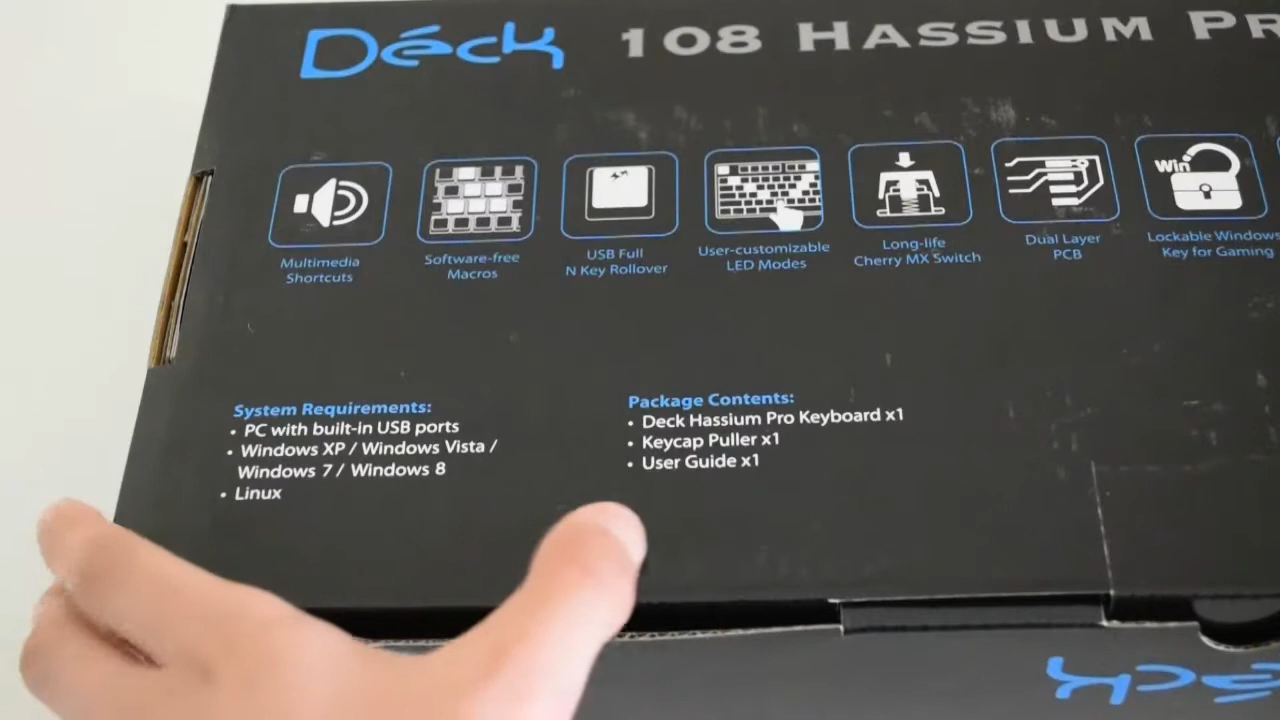 Déck 108 HASSIUM PR
Win
Multimedia
Shortcuts
Software-free
Macros
USB Full
N Key Rollover
User-customizable
LED Modes
Long-life
Cherry MX Switch
Dual Layer
PCB
Lockable Windows
Key for Gaming
System Requirements:
• PC with built-in USB ports
• Windows XP / Windows Vista /
Windows 7 / Windows 8
• Linux
Package Contents:
• Deck Hassium Pro Keyboard x1
• Keycap Puller x1
• User Guide x1